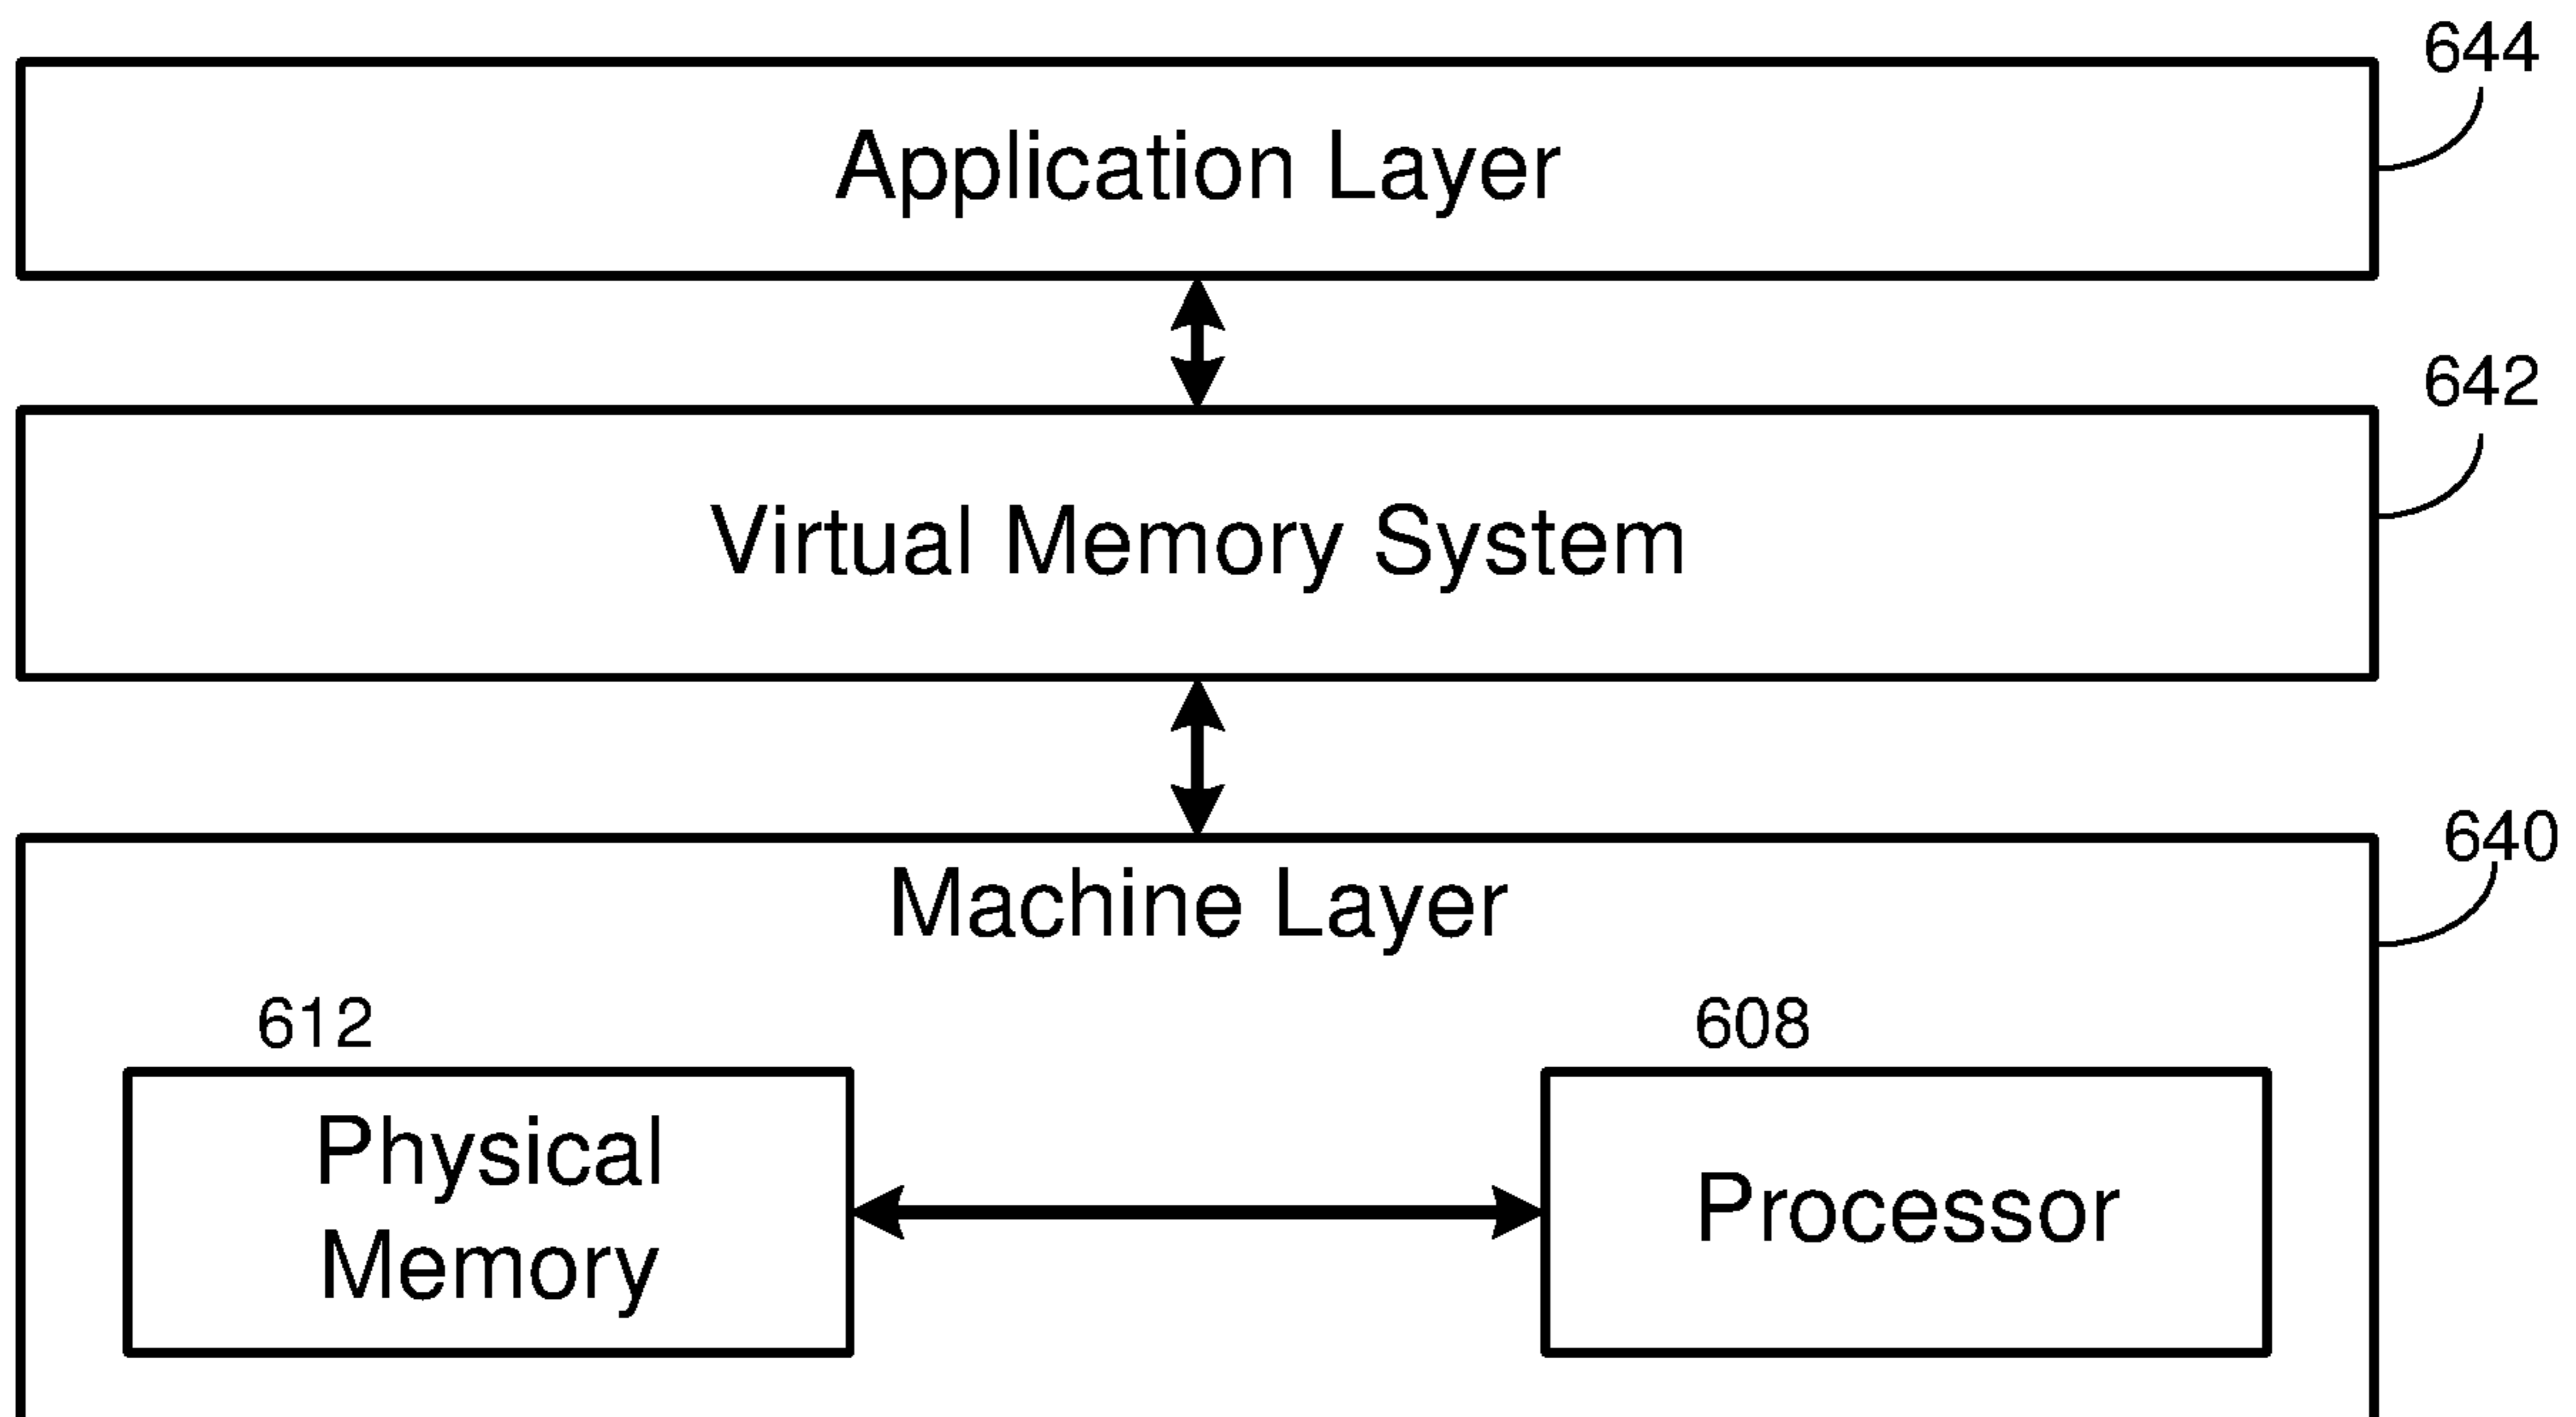 644
Application Layer
642
Virtual Memory System
640
Machine Layer
612
608
Physical
Memory
Processor